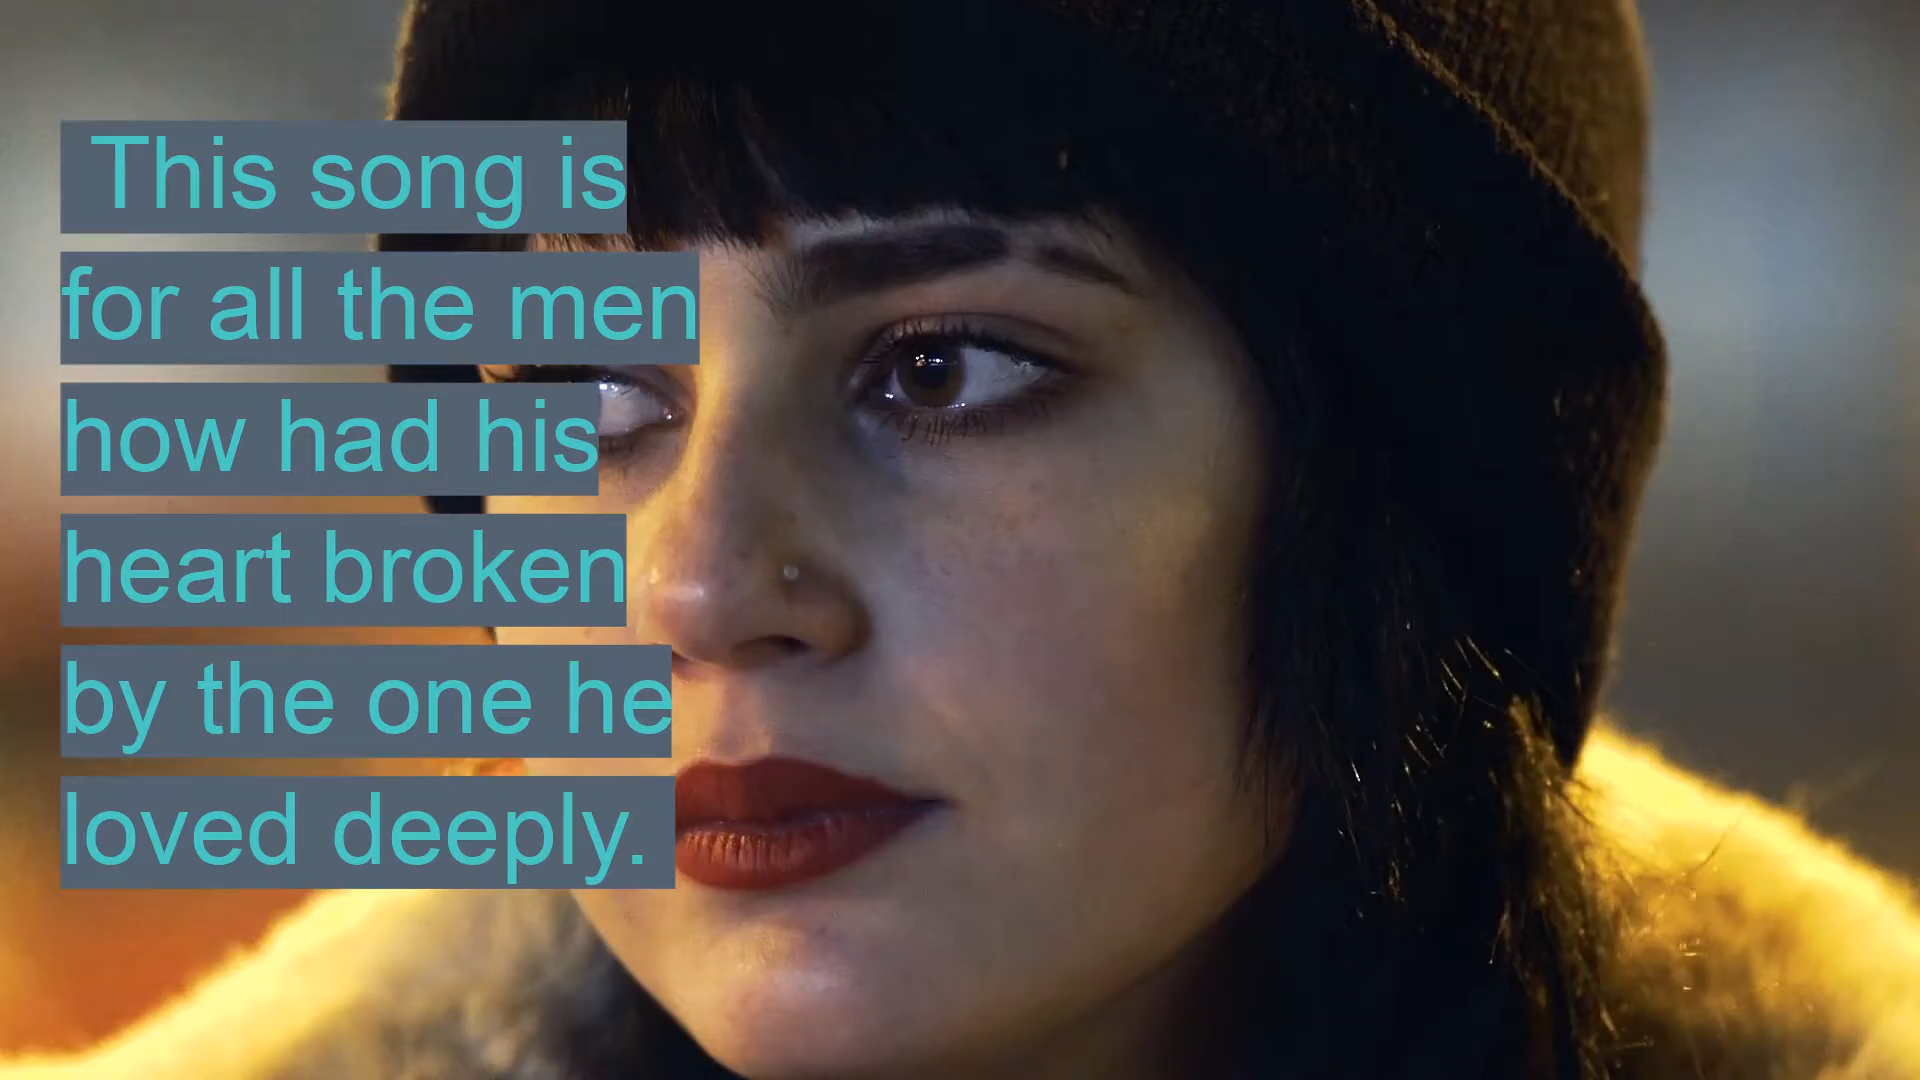 This song is
for all the men
how had his
heart broken
by the one he
loved deeply.